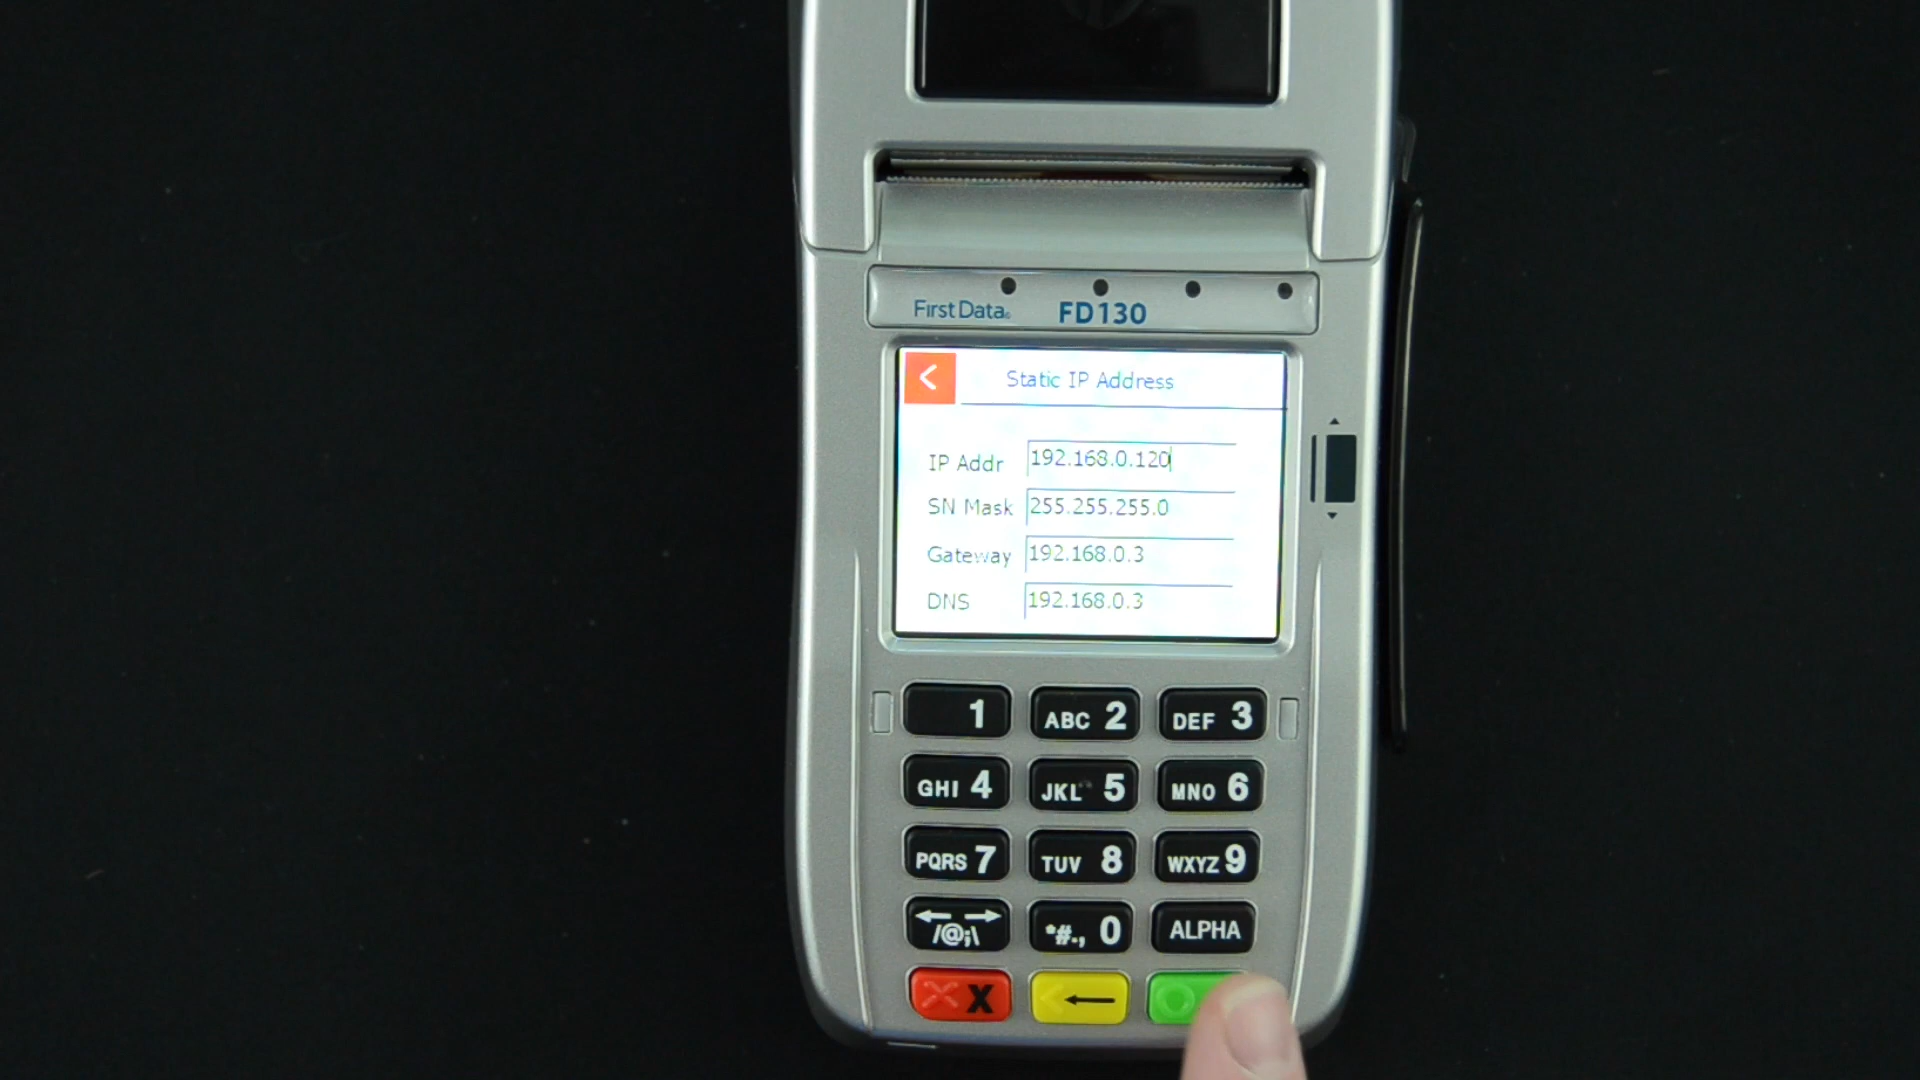 First Data® FD130
< Static IP Address
IP Addr 192.168.0.120
SN Mask 255.255.255.0
Gateway 192.168.0.3
DNS 192.168.0.3
1 ABC 2 DEF 3
GHI 4 JKL 5 MNO 6
PQRS 7 TUV 8 WXYZ 9
← → /@;\ *#., 0 ALPHA
X ←